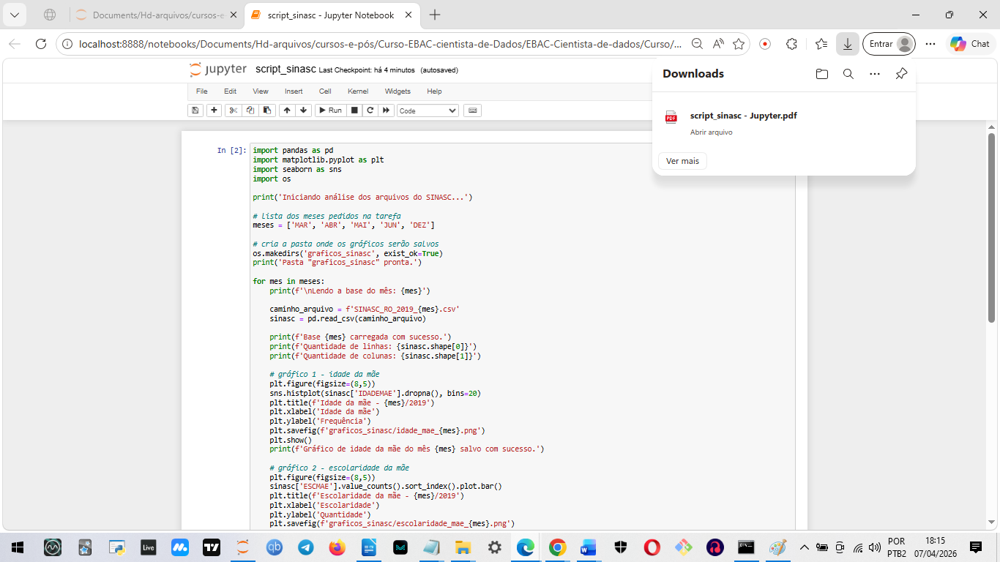 Documents/Hd-arquivos/cursos-e
script_sinasc - Jupyter Notebook
localhost:8888/notebooks/Documents/Hd-arquivos/cursos-e-pós/Curso-EBAC-cientista-de-Dados/EBAC-Cientista-de-dados/Curso/...
Entrar
Chat
jupyter script_sinasc Last Checkpoint: há 4 minutos (autosaved)
File Edit View Insert Cell Kernel Widgets Help
Run
Code
Downloads
script_sinasc - Jupyter.pdf
Abrir arquivo
Ver mais
In [2]:
import pandas as pd
import matplotlib.pyplot as plt
import seaborn as sns
import os
print('Iniciando análise dos arquivos do SINASC...')
# lista dos meses pedidos na tarefa
meses = ['MAR', 'ABR', 'MAI', 'JUN', 'DEZ']
# cria a pasta onde os gráficos serão salvos
os.makedirs('graficos_sinasc', exist_ok=True)
print('Pasta "graficos_sinasc" pronta.')
for mes in meses:
print(f'\nLendo a base do mês: {mes}')
caminho_arquivo = f'SINASC_RO_2019_{mes}.csv'
sinasc = pd.read_csv(caminho_arquivo)
print(f'Base {mes} carregada com sucesso.')
print(f'Quantidade de linhas: {sinasc.shape[0]}')
print(f'Quantidade de colunas: {sinasc.shape[1]}')
# gráfico 1 - idade da mãe
plt.figure(figsize=(8,5))
sns.histplot(sinasc['IDADEMAE'].dropna(), bins=20)
plt.title(f'Idade da mãe - {mes}/2019')
plt.xlabel('Idade da mãe')
plt.ylabel('Frequência')
plt.savefig(f'graficos_sinasc/idade_mae_{mes}.png')
plt.show()
print(f'Gráfico de idade da mãe do mês {mes} salvo com sucesso.')
# gráfico 2 - escolaridade da mãe
plt.figure(figsize=(8,5))
sinasc['ESCMAE'].value_counts().sort_index().plot.bar()
plt.title(f'Escolaridade da mãe - {mes}/2019')
plt.xlabel('Escolaridade')
plt.ylabel('Quantidade')
plt.savefig(f'graficos_sinasc/escolaridade_mae_{mes}.png')
Live
POR
PTB2
18:15
07/04/2026